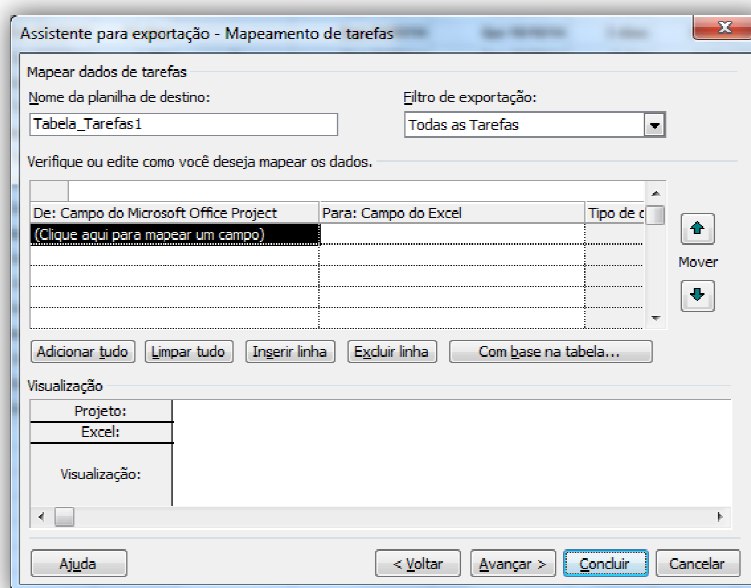 Assistente para exportação - Mapeamento de tarefas
Mapear dados de tarefas
Nome da planilha de destino: Filtro de exportação:
Tabela_Tarefas1 Todas as Tarefas
Verifique ou edite como você deseja mapear os dados.
De: Campo do Microsoft Office Project Para: Campo do Excel Tipo de c
(Clique aqui para mapear um campo)
Mover
Adicionar tudo Limpar tudo Inserir linha Excluir linha Com base na tabela...
Visualização
Projeto:
Excel:
Visualização:
Ajuda < Voltar Avançar > Concluir Cancelar